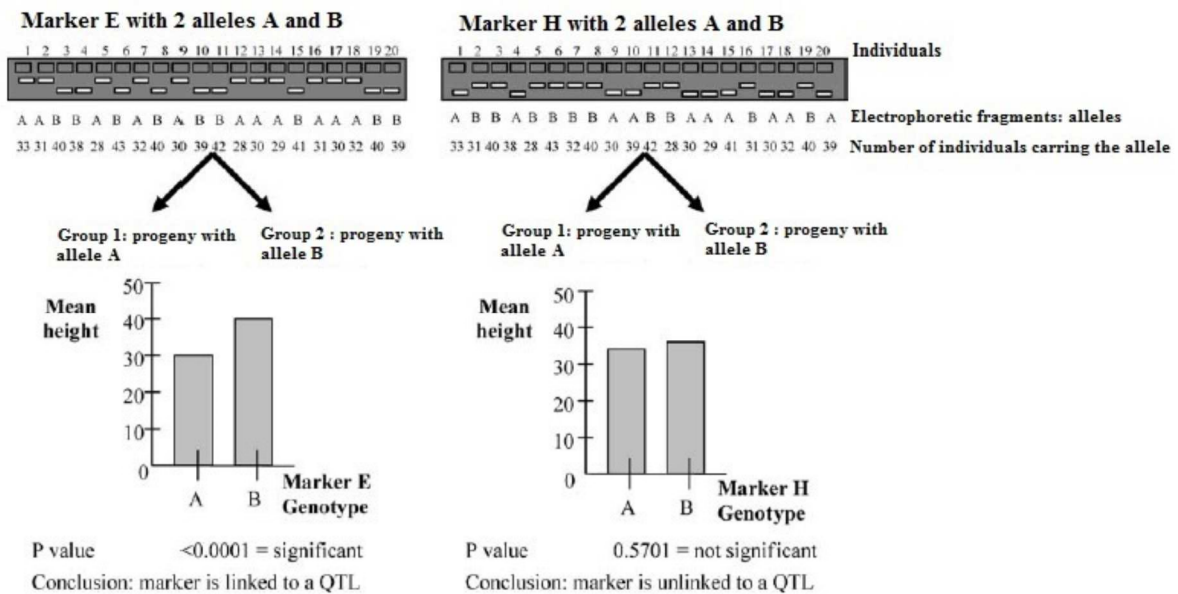 Marker E with 2 alleles A and B
1 2 3 4 5 6 7 8 9 10 11 12 13 14 15 16 17 18 19 20
A A B B A B A B A B B A A A B A A A B B
33 31 40 38 28 43 32 40 30 39 42 28 30 29 41 31 30 32 40 39
Group 1: progeny with allele A
Group 2 : progeny with allele B
Mean height
50
40
30
20
10
0
A B
Marker E Genotype
P value <0.0001 = significant
Conclusion: marker is linked to a QTL
Marker H with 2 alleles A and B
1 2 3 4 5 6 7 8 9 10 11 12 13 14 15 16 17 18 19 20
Individuals
A B B A B B B B A A B B A A A B A A B A
Electrophoretic fragments: alleles
33 31 40 38 28 43 32 40 30 39 42 28 30 29 41 31 30 32 40 39
Number of individuals carring the allele
Group 1: progeny with allele A
Group 2 : progeny with allele B
Mean height
50
40
30
20
10
0
A B
Marker H Genotype
P value 0.5701 = not significant
Conclusion: marker is unlinked to a QTL